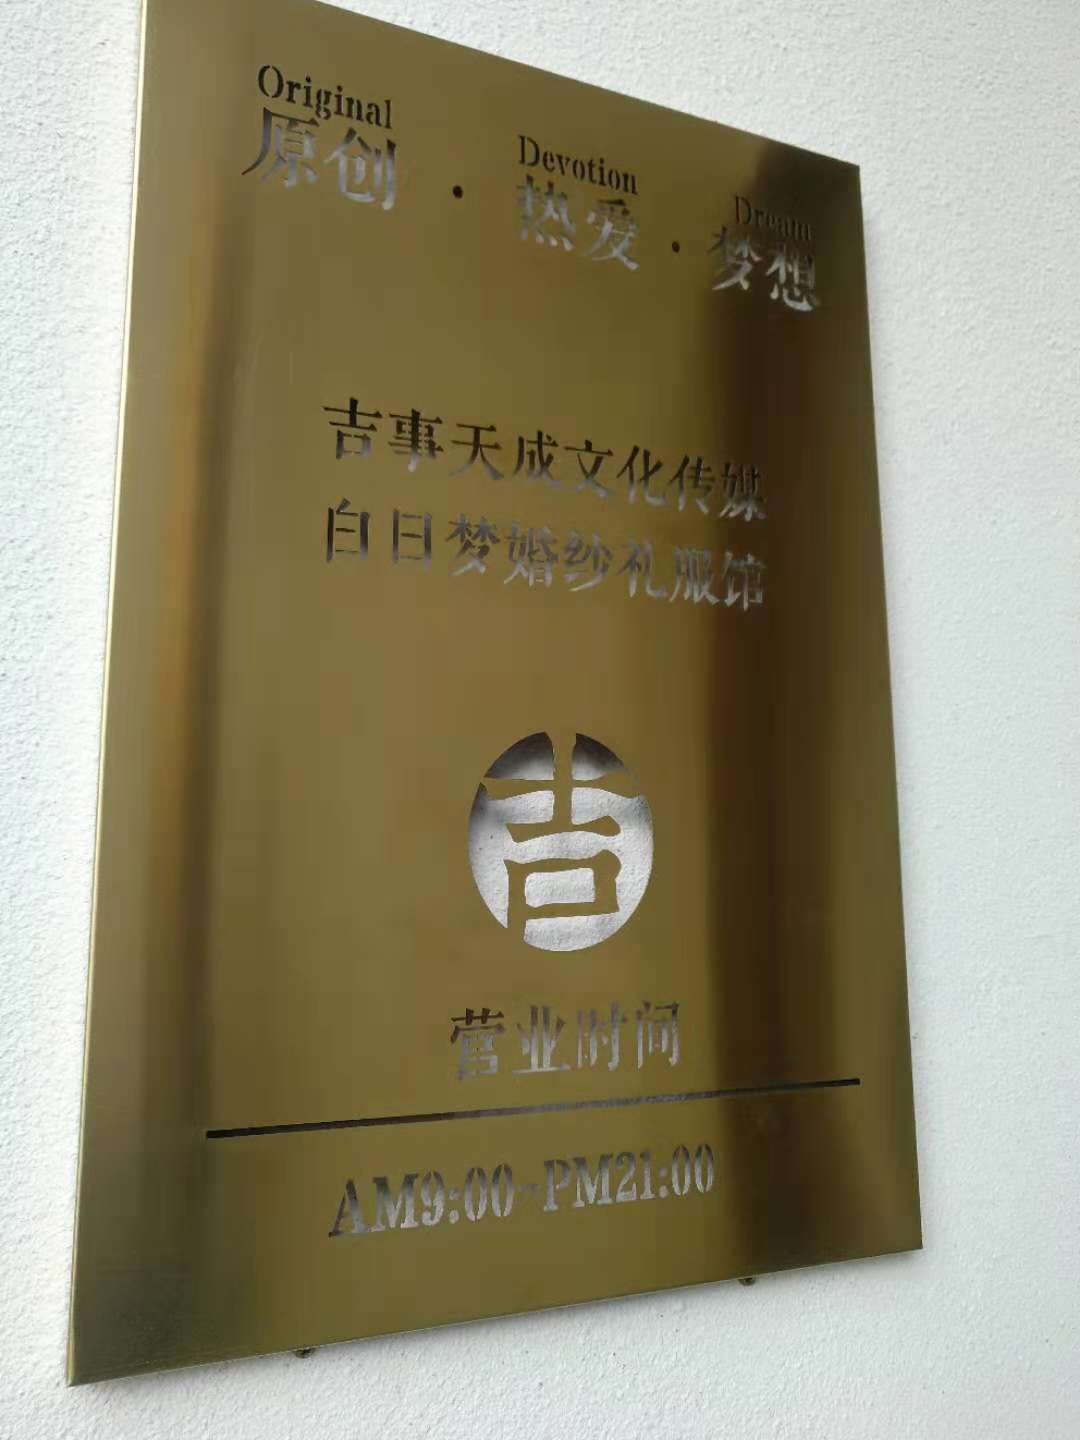 Original Devotion Dream
原创 · 热爱 · 梦想
吉事天成文化传媒
白日梦婚纱礼服馆
吉
营业时间
AM9:00-PM21:00